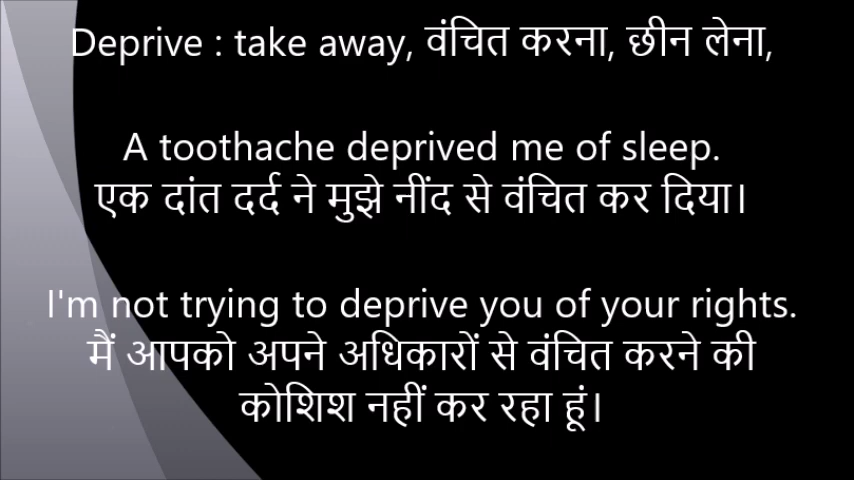 Deprive : take away, वंचित करना, छीन लेना,
A toothache deprived me of sleep.
एक दांत दर्द ने मुझे नींद से वंचित कर दिया।
I'm not trying to deprive you of your rights.
मैं आपको अपने अधिकारों से वंचित करने की
कोशिश नहीं कर रहा हूं।